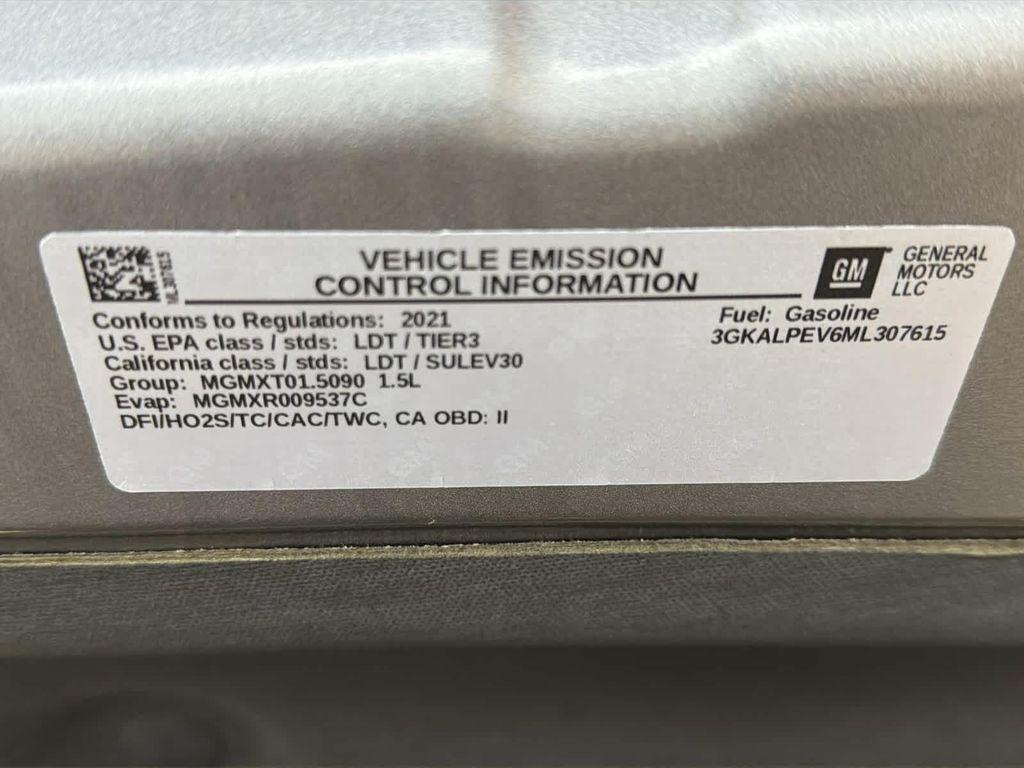 VEHICLE EMISSION
CONTROL INFORMATION
ML307615
GM
GENERAL
MOTORS
LLC
Conforms to Regulations: 2021
U.S. EPA class / stds: LDT / TIER3
California class / stds: LDT / SULEV30
Group: MGMXT01.5090 1.5L
Evap: MGMXR009537C
DFI/HO2S/TC/CAC/TWC, CA OBD: II
Fuel: Gasoline
3GKALPEV6ML307615